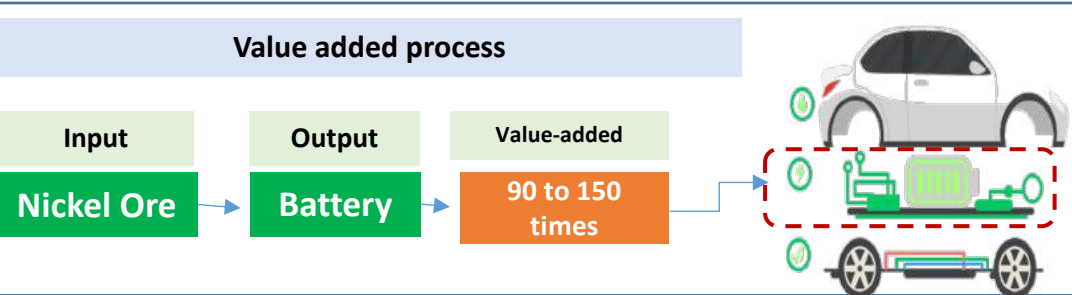 Value added process
Input
Output
Value-added
Nickel Ore
Battery
90 to 150
times